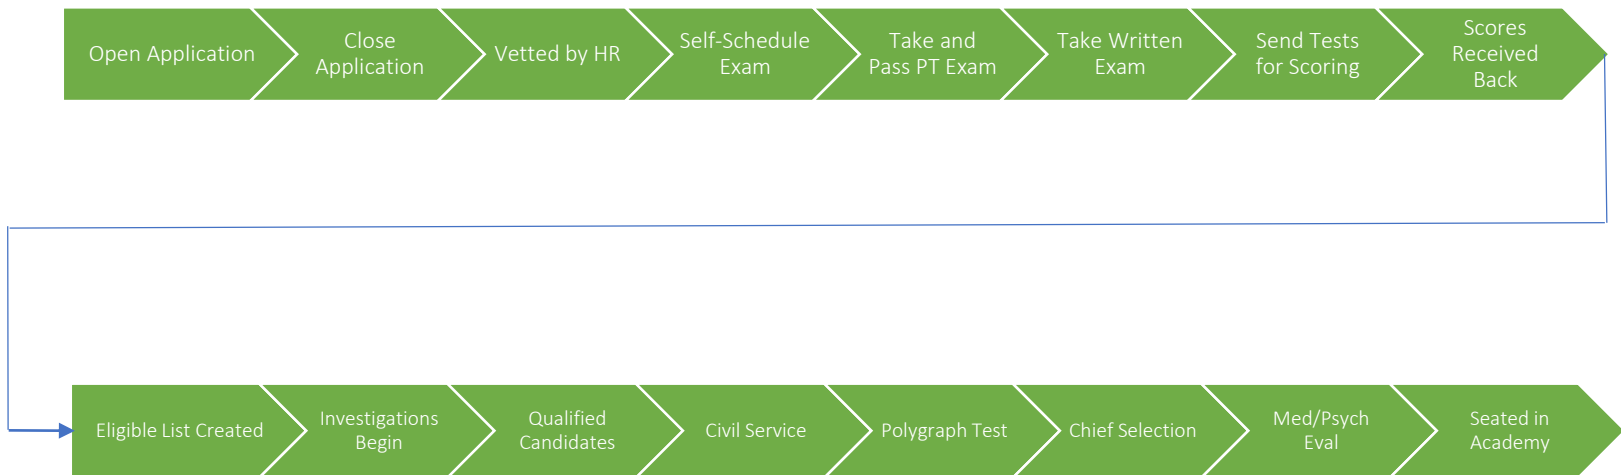 Open Application
Close
Application
Vetted by HR
Self-Schedule
Exam
Take and
Pass PT Exam
Take Written
Exam
Send Tests
for Scoring
Scores
Received
Back
Eligible List Created
Investigations
Begin
Qualified
Candidates
Civil Service
Polygraph Test
Chief Selection
Med/Psych
Eval
Seated in
Academy